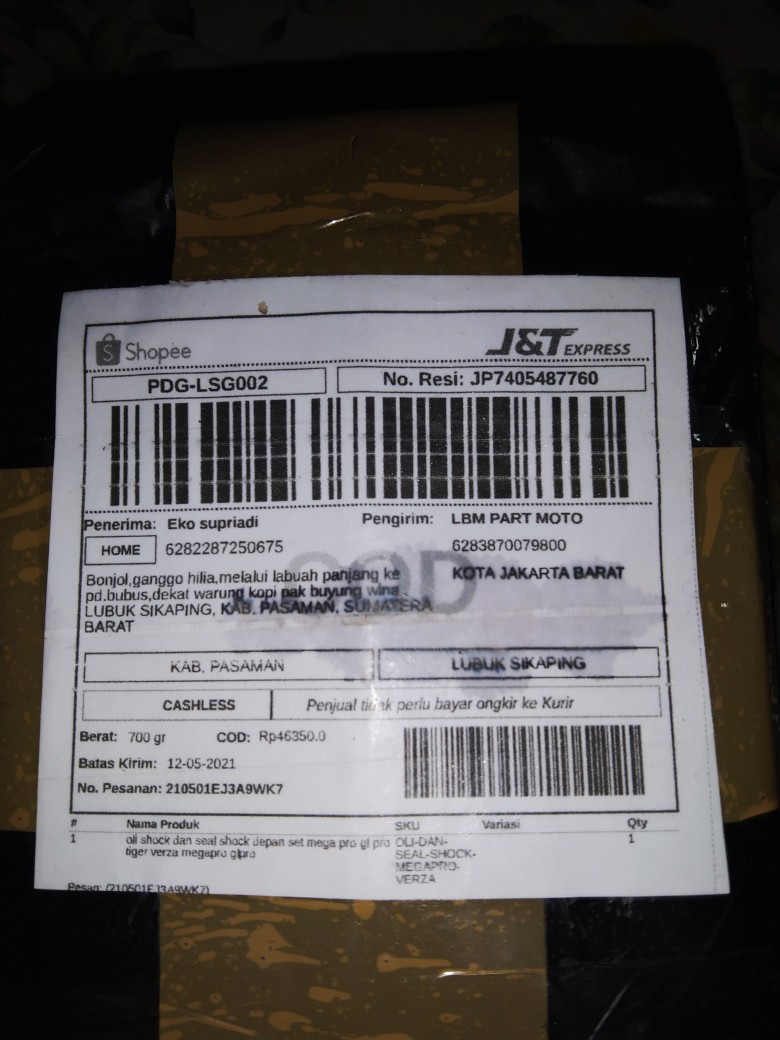 Shopee
J&T EXPRESS
PDG-LSG002
No. Resi: JP7405487760
Penerima: Eko supriadi
Pengirim: LBM PART MOTO
HOME 6282287250675
6283870079800
COD
Bonjol,ganggo hilia,melalui labuah panjang ke
KOTA JAKARTA BARAT
pd.bubus,dekat warung kopi pak buyung wina
LUBUK SIKAPING, KAB. PASAMAN, SUMATERA
BARAT
KAB. PASAMAN
LUBUK SIKAPING
CASHLESS
Penjual tidak perlu bayar ongkir ke Kurir
Berat: 700 gr COD: Rp46350.0
Batas Kirim: 12-05-2021
No. Pesanan: 210501EJ3A9WK7
# Nama Produk SKU Variasi Qty
1 oli shock dan seal shock depan set mega pro gl pro OLI-DAN- 1
tiger verza megapro glpro SEAL-SHOCK-
MEGAPRO-
VERZA
Pesan: (210501EJ3A9WK7)